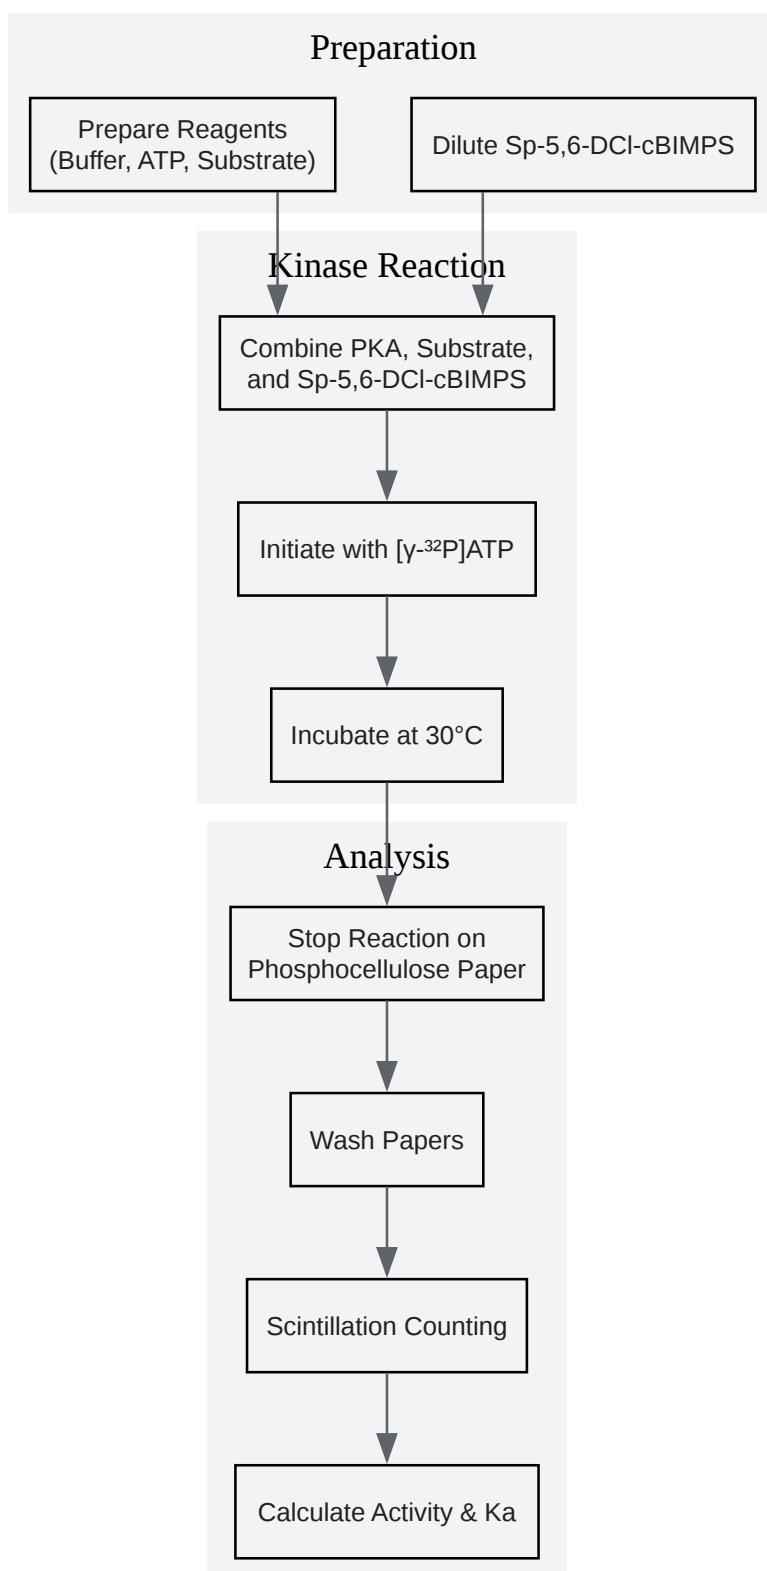 Preparation
Prepare Reagents
(Buffer, ATP, Substrate)
Dilute Sp-5,6-DCl-cBIMPS
Kinase Reaction
Combine PKA, Substrate,
and Sp-5,6-DCl-cBIMPS
Initiate with [γ-³²P]ATP
Incubate at 30°C
Analysis
Stop Reaction on
Phosphocellulose Paper
Wash Papers
Scintillation Counting
Calculate Activity & Ka